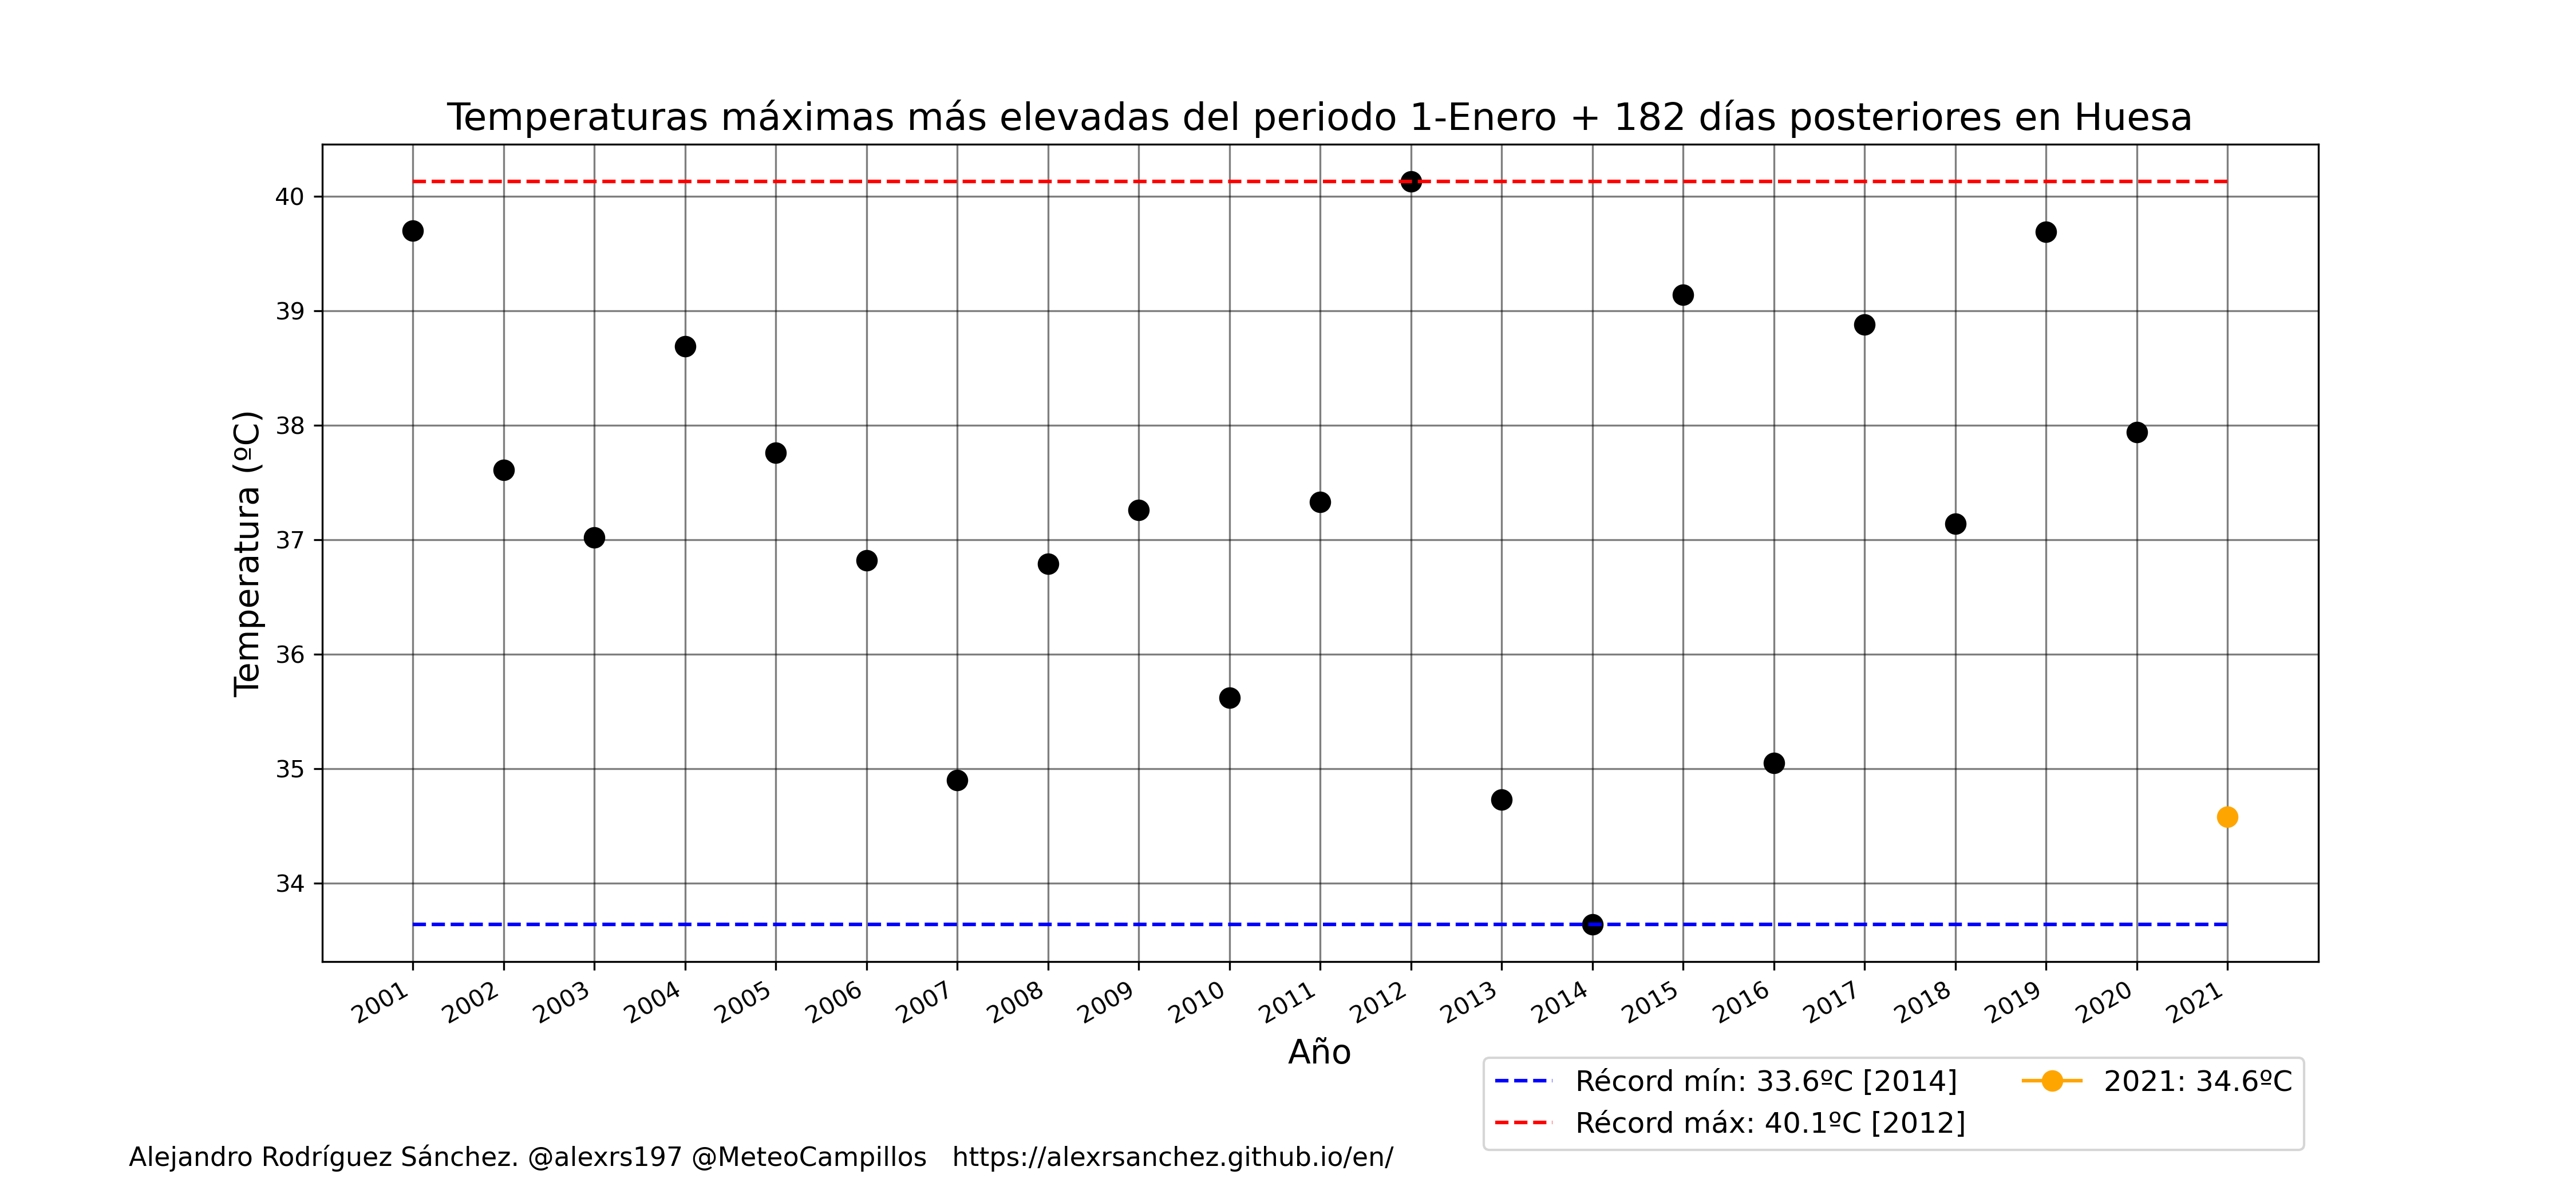 Temperaturas máximas más elevadas del periodo 1-Enero + 182 días posteriores en Huesa
Temperatura (ºC)
40
39
38
37
36
35
34
2001 2002 2003 2004 2005 2006 2007 2008 2009 2010 2011 2012 2013 2014 2015 2016 2017 2018 2019 2020 2021
Año
Récord mín: 33.6ºC [2014]
Récord máx: 40.1ºC [2012]
2021: 34.6ºC
Alejandro Rodríguez Sánchez. @alexrs197 @MeteoCampillos https://alexrsanchez.github.io/en/